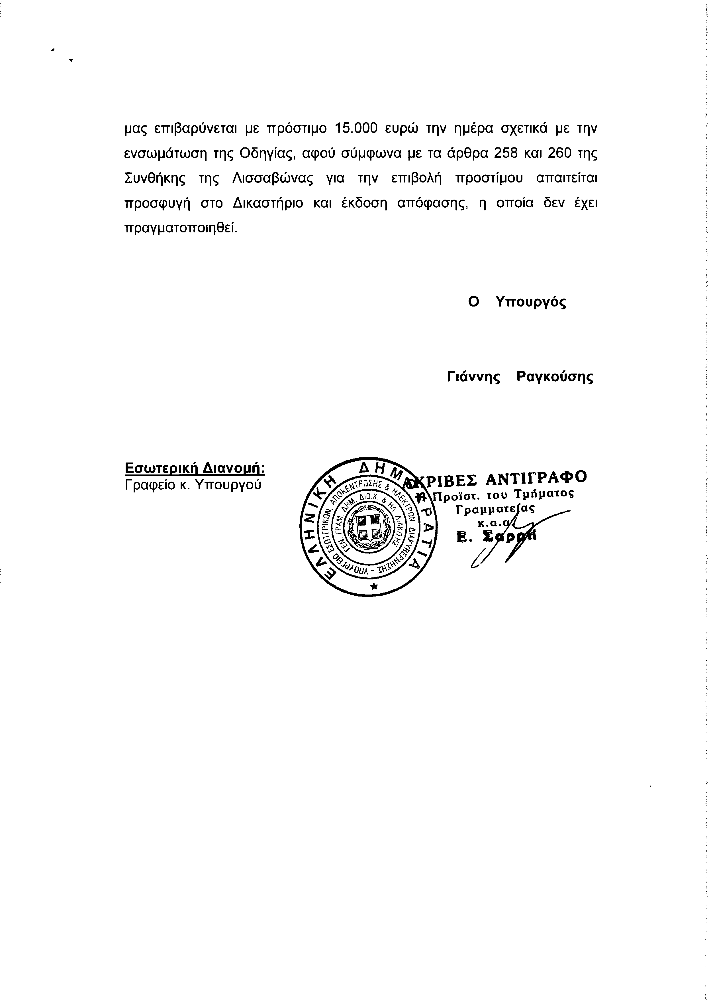 μας επιβαρύνεται με πρόστιμο 15.000 ευρώ την ημέρα σχετικά με την
ενσωμάτωση της Οδηγίας, αφού σύμφωνα με τα άρθρα 258 και 260 της
Συνθήκης της Λισσαβώνας για την επιβολή προστίμου απαιτείται
προσφυγή στο Δικαστήριο και έκδοση απόφασης, η οποία δεν έχει
πραγματοποιηθεί.
Ο Υπουργός
Γιάννης Ραγκούσης
Εσωτερική Διανομή:
Γραφείο κ. Υπουργού
ΕΛΛΗΝΙΚΗ ΔΗΜΟΚΡΑΤΙΑ
ΥΠΟΥΡΓΕΙΟ ΕΣΩΤΕΡΙΚΩΝ, ΑΠΟΚΕΝΤΡΩΣΗΣ & ΗΛΕΚΤΡΟΝ. ΔΙΑΚΥΒΕΡΝΗΣΗΣ -
ΓΕΝ. ΓΡΑΜ. ΔΗΜ. ΔΙΟΙΚ. & ΗΛ. ΔΙΑΚ/ΣΗΣ
ΑΚΡΙΒΕΣ ΑΝΤΙΓΡΑΦΟ
Η Προϊστ. του Τμήματος
Γραμματείας
κ.α.α.
Ε. Σαρρή